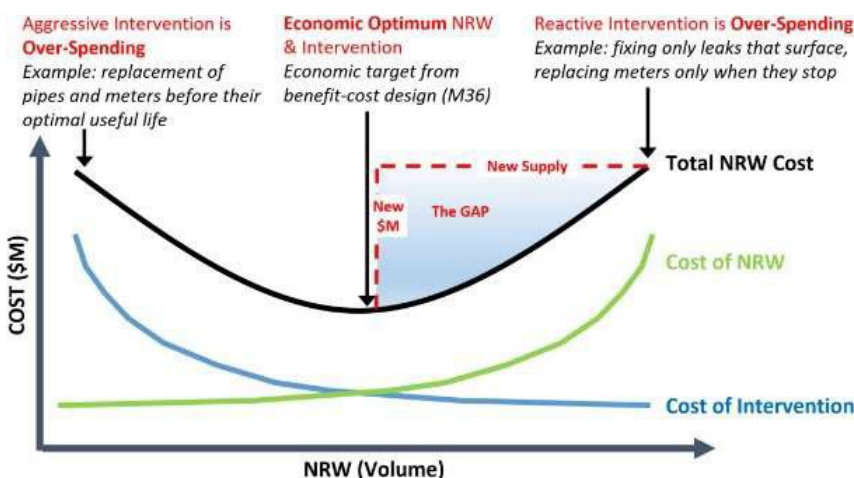 Aggressive Intervention is
Over-Spending
Example: replacement of
pipes and meters before their
optimal useful life
Economic Optimum NRW
& Intervention
Economic target from
benefit-cost design (M36)
Reactive Intervention is Over-Spending
Example: fixing only leaks that surface,
replacing meters only when they stop
New Supply
Total NRW Cost
New
$M
The GAP
Cost of NRW
Cost of Intervention
COST ($M)
NRW (Volume)